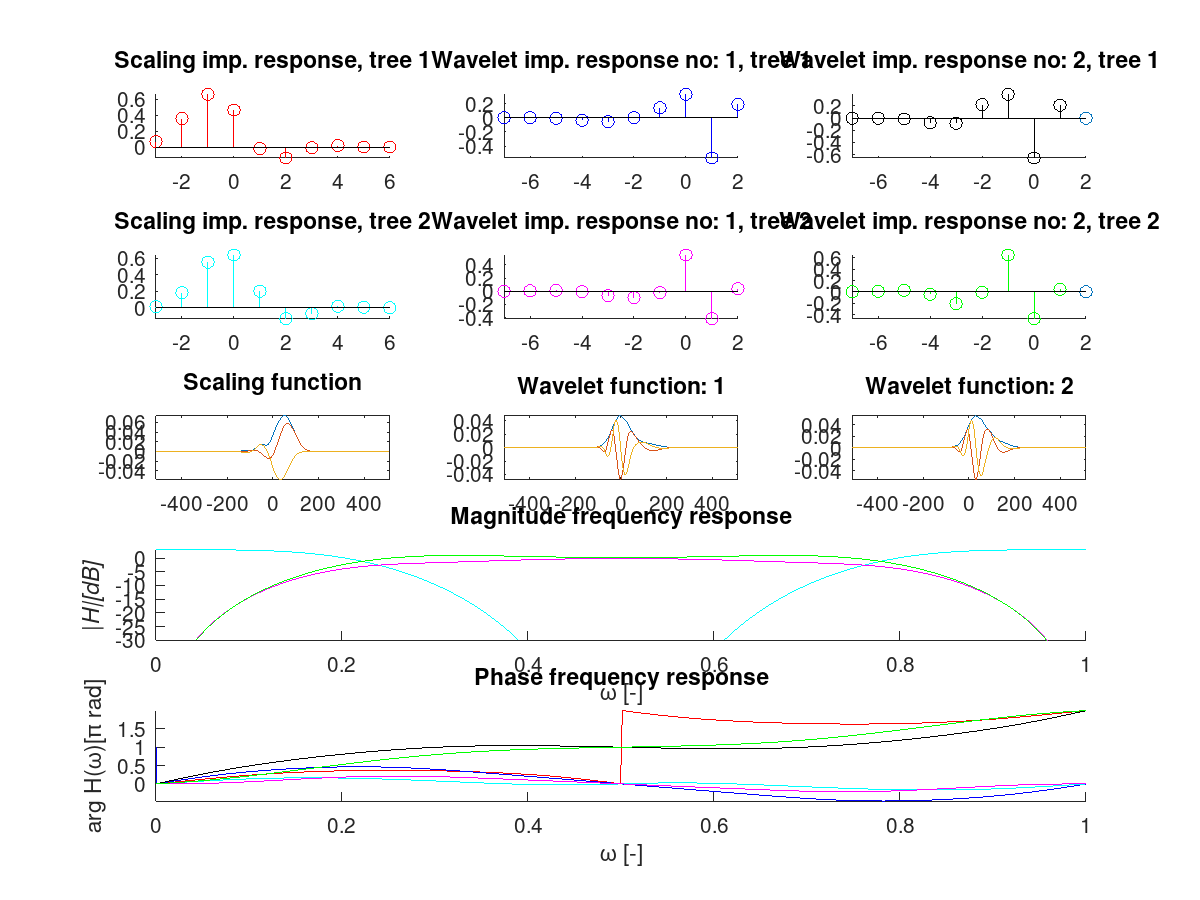 Scaling imp. response, tree 1
Wavelet imp. response no: 1, tree 1
Wavelet imp. response no: 2, tree 1
0.6
0.4
0.2
0
-2 0 2 4 6
0.2
0
-0.2
-0.4
-6 -4 -2 0 2
0.2
0
-0.2
-0.4
-0.6
-6 -4 -2 0 2
Scaling imp. response, tree 2
Wavelet imp. response no: 1, tree 2
Wavelet imp. response no: 2, tree 2
0.6
0.4
0.2
0
-2 0 2 4 6
0.4
0.2
0
-0.2
-0.4
-6 -4 -2 0 2
0.6
0.4
0.2
0
-0.2
-0.4
-6 -4 -2 0 2
Scaling function
Wavelet function: 1
Wavelet function: 2
0.06
0.04
0.02
0
-0.02
-0.04
-400 -200 0 200 400
0.04
0.02
0
-0.02
-0.04
-400 -200 0 200 400
0.04
0.02
0
-0.02
-0.04
-400 -200 0 200 400
Magnitude frequency response
|H|[dB]
0
-5
-10
-15
-20
-25
-30
0 0.2 0.4 0.6 0.8 1
ω [-]
Phase frequency response
arg H(ω)[π rad]
1.5
1
0.5
0
0 0.2 0.4 0.6 0.8 1
ω [-]